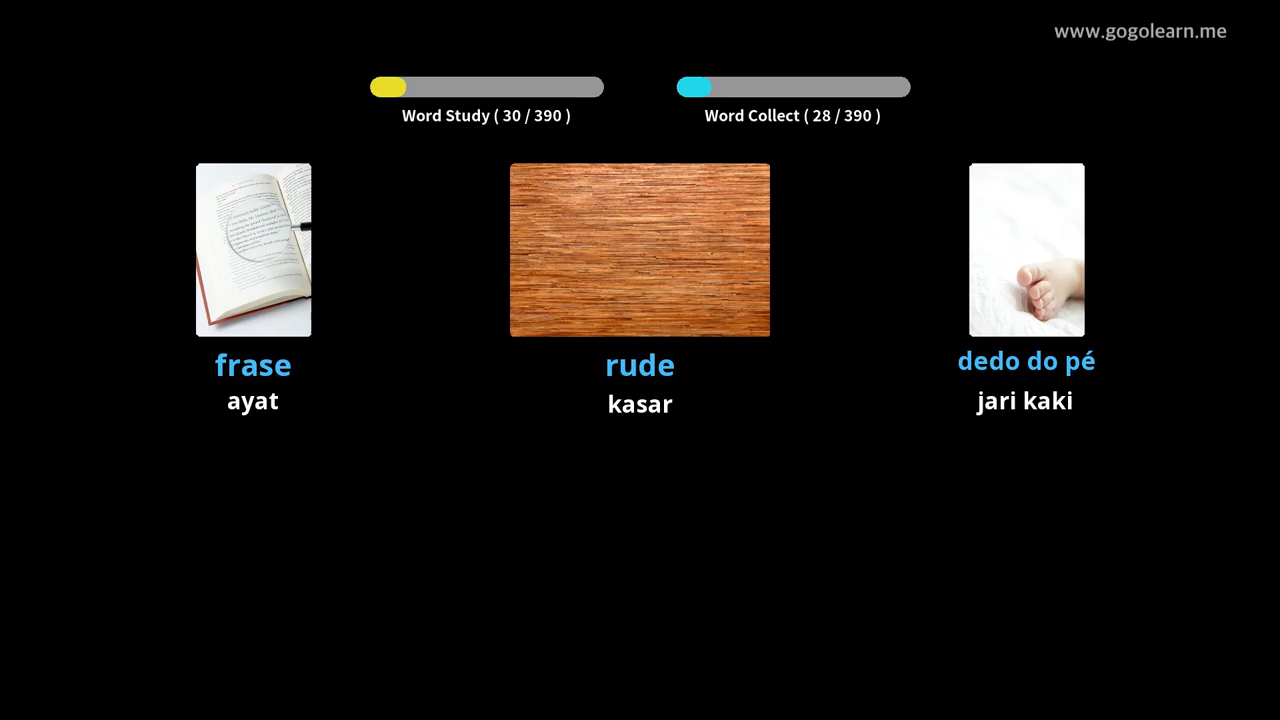 www.gogolearn.me
Word Study ( 30 / 390 )
Word Collect ( 28 / 390 )
frase
ayat
rude
kasar
dedo do pé
jari kaki